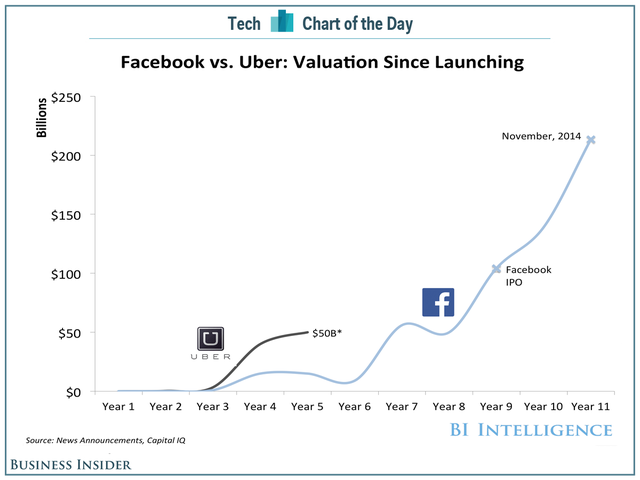 Tech Chart of the Day
Facebook vs. Uber: Valuation Since Launching
Billions
$250
$200
$150
$100
$50
$0
November, 2014
Facebook
IPO
f
U
UBER
$50B*
Year 1 Year 2 Year 3 Year 4 Year 5 Year 6 Year 7 Year 8 Year 9 Year 10 Year 11
BI INTELLIGENCE
Source: News Announcements, Capital IQ
BUSINESS INSIDER